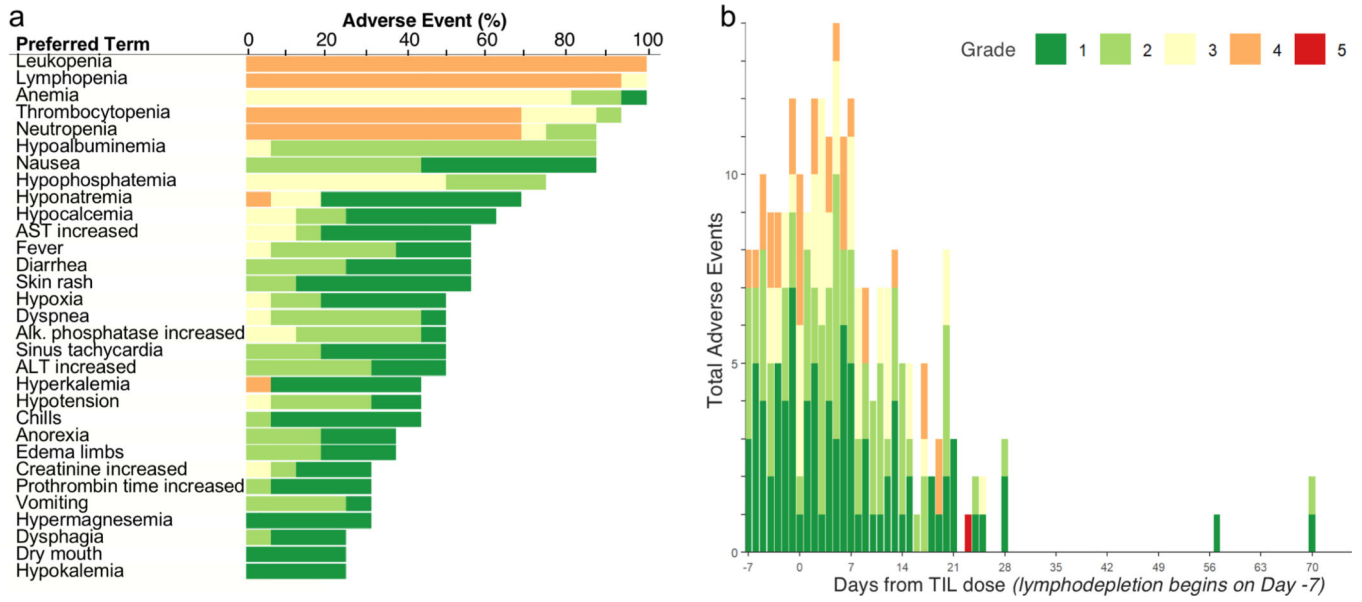 a
Adverse Event (%)
Preferred Term
0 20 40 60 80 100
Leukopenia
Lymphopenia
Anemia
Thrombocytopenia
Neutropenia
Hypoalbuminemia
Nausea
Hypophosphatemia
Hyponatremia
Hypocalcemia
AST increased
Fever
Diarrhea
Skin rash
Hypoxia
Dyspnea
Alk. phosphatase increased
Sinus tachycardia
ALT increased
Hyperkalemia
Hypotension
Chills
Anorexia
Edema limbs
Creatinine increased
Prothrombin time increased
Vomiting
Hypermagnesemia
Dysphagia
Dry mouth
Hypokalemia
b
Grade 1 2 3 4 5
Total Adverse Events
10
5
0
-7 0 7 14 21 28 35 42 49 56 63 70
Days from TIL dose (lymphodepletion begins on Day -7)